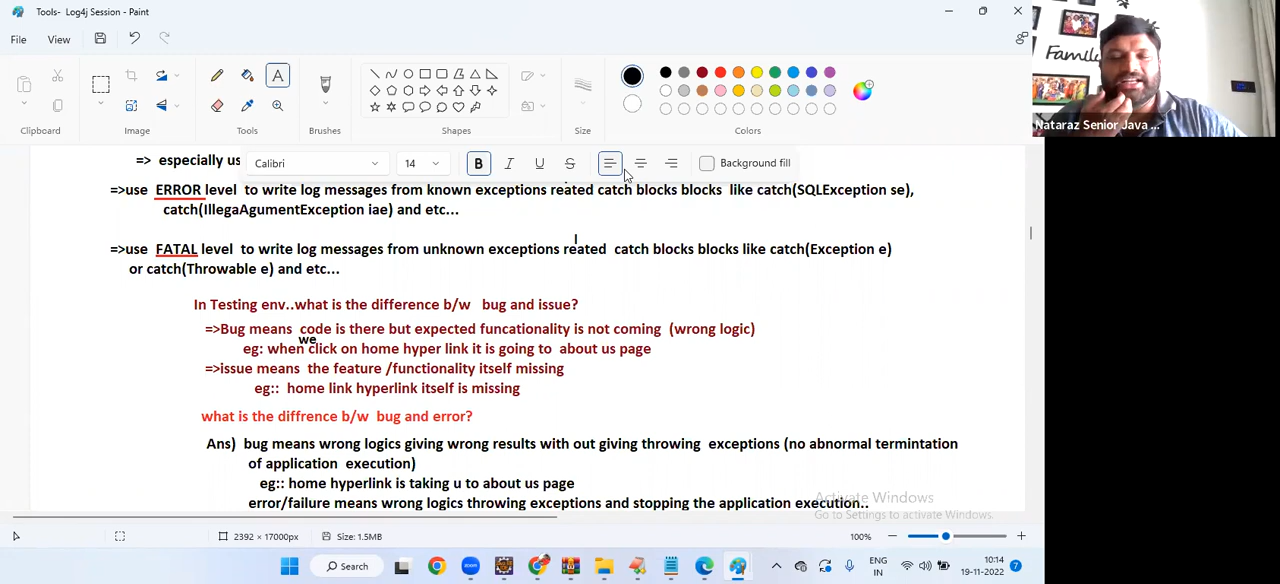 Tools- Log4j Session - Paint
File View
Clipboard Image Tools Brushes Shapes Size Colors
Famil
Nataraz Senior Java ...
Calibri 14 B I U S Background fill
=> especially us
=>use ERROR level to write log messages from known exceptions reated catch blocks blocks like catch(SQLException se),
catch(IllegaAgumentException iae) and etc...
l
=>use FATAL level to write log messages from unknown exceptions reated catch blocks blocks like catch(Exception e)
or catch(Throwable e) and etc...
In Testing env..what is the difference b/w bug and issue?
=>Bug means code is there but expected funcationality is not coming (wrong logic)
we
eg: when click on home hyper link it is going to about us page
=>issue means the feature /functionality itself missing
eg:: home link hyperlink itself is missing
what is the diffrence b/w bug and error?
Ans) bug means wrong logics giving wrong results with out giving throwing exceptions (no abnormal termintation
of application execution)
eg:: home hyperlink is taking u to about us page
error/failure means wrong logics throwing exceptions and stopping the application execution..
Activate Windows
Go to Settings to activate Windows.
2392 × 17000px Size: 1.5MB 100%
Search ENG IN 10:14 19-11-2022 7